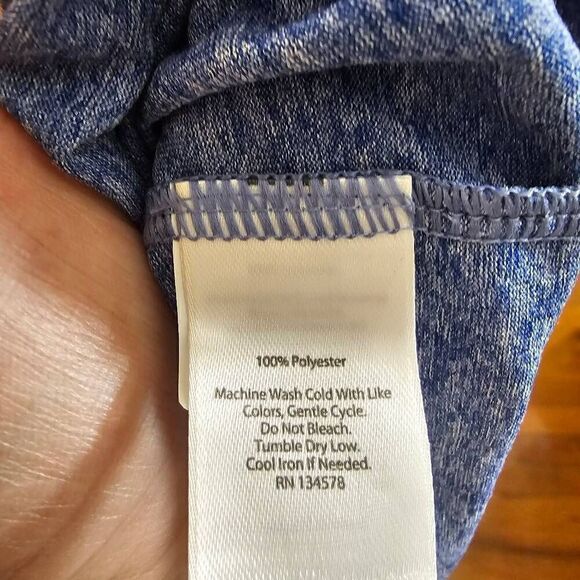 100% Polyester
Machine Wash Cold With Like
Colors, Gentle Cycle.
Do Not Bleach.
Tumble Dry Low.
Cool Iron If Needed.
RN 134578